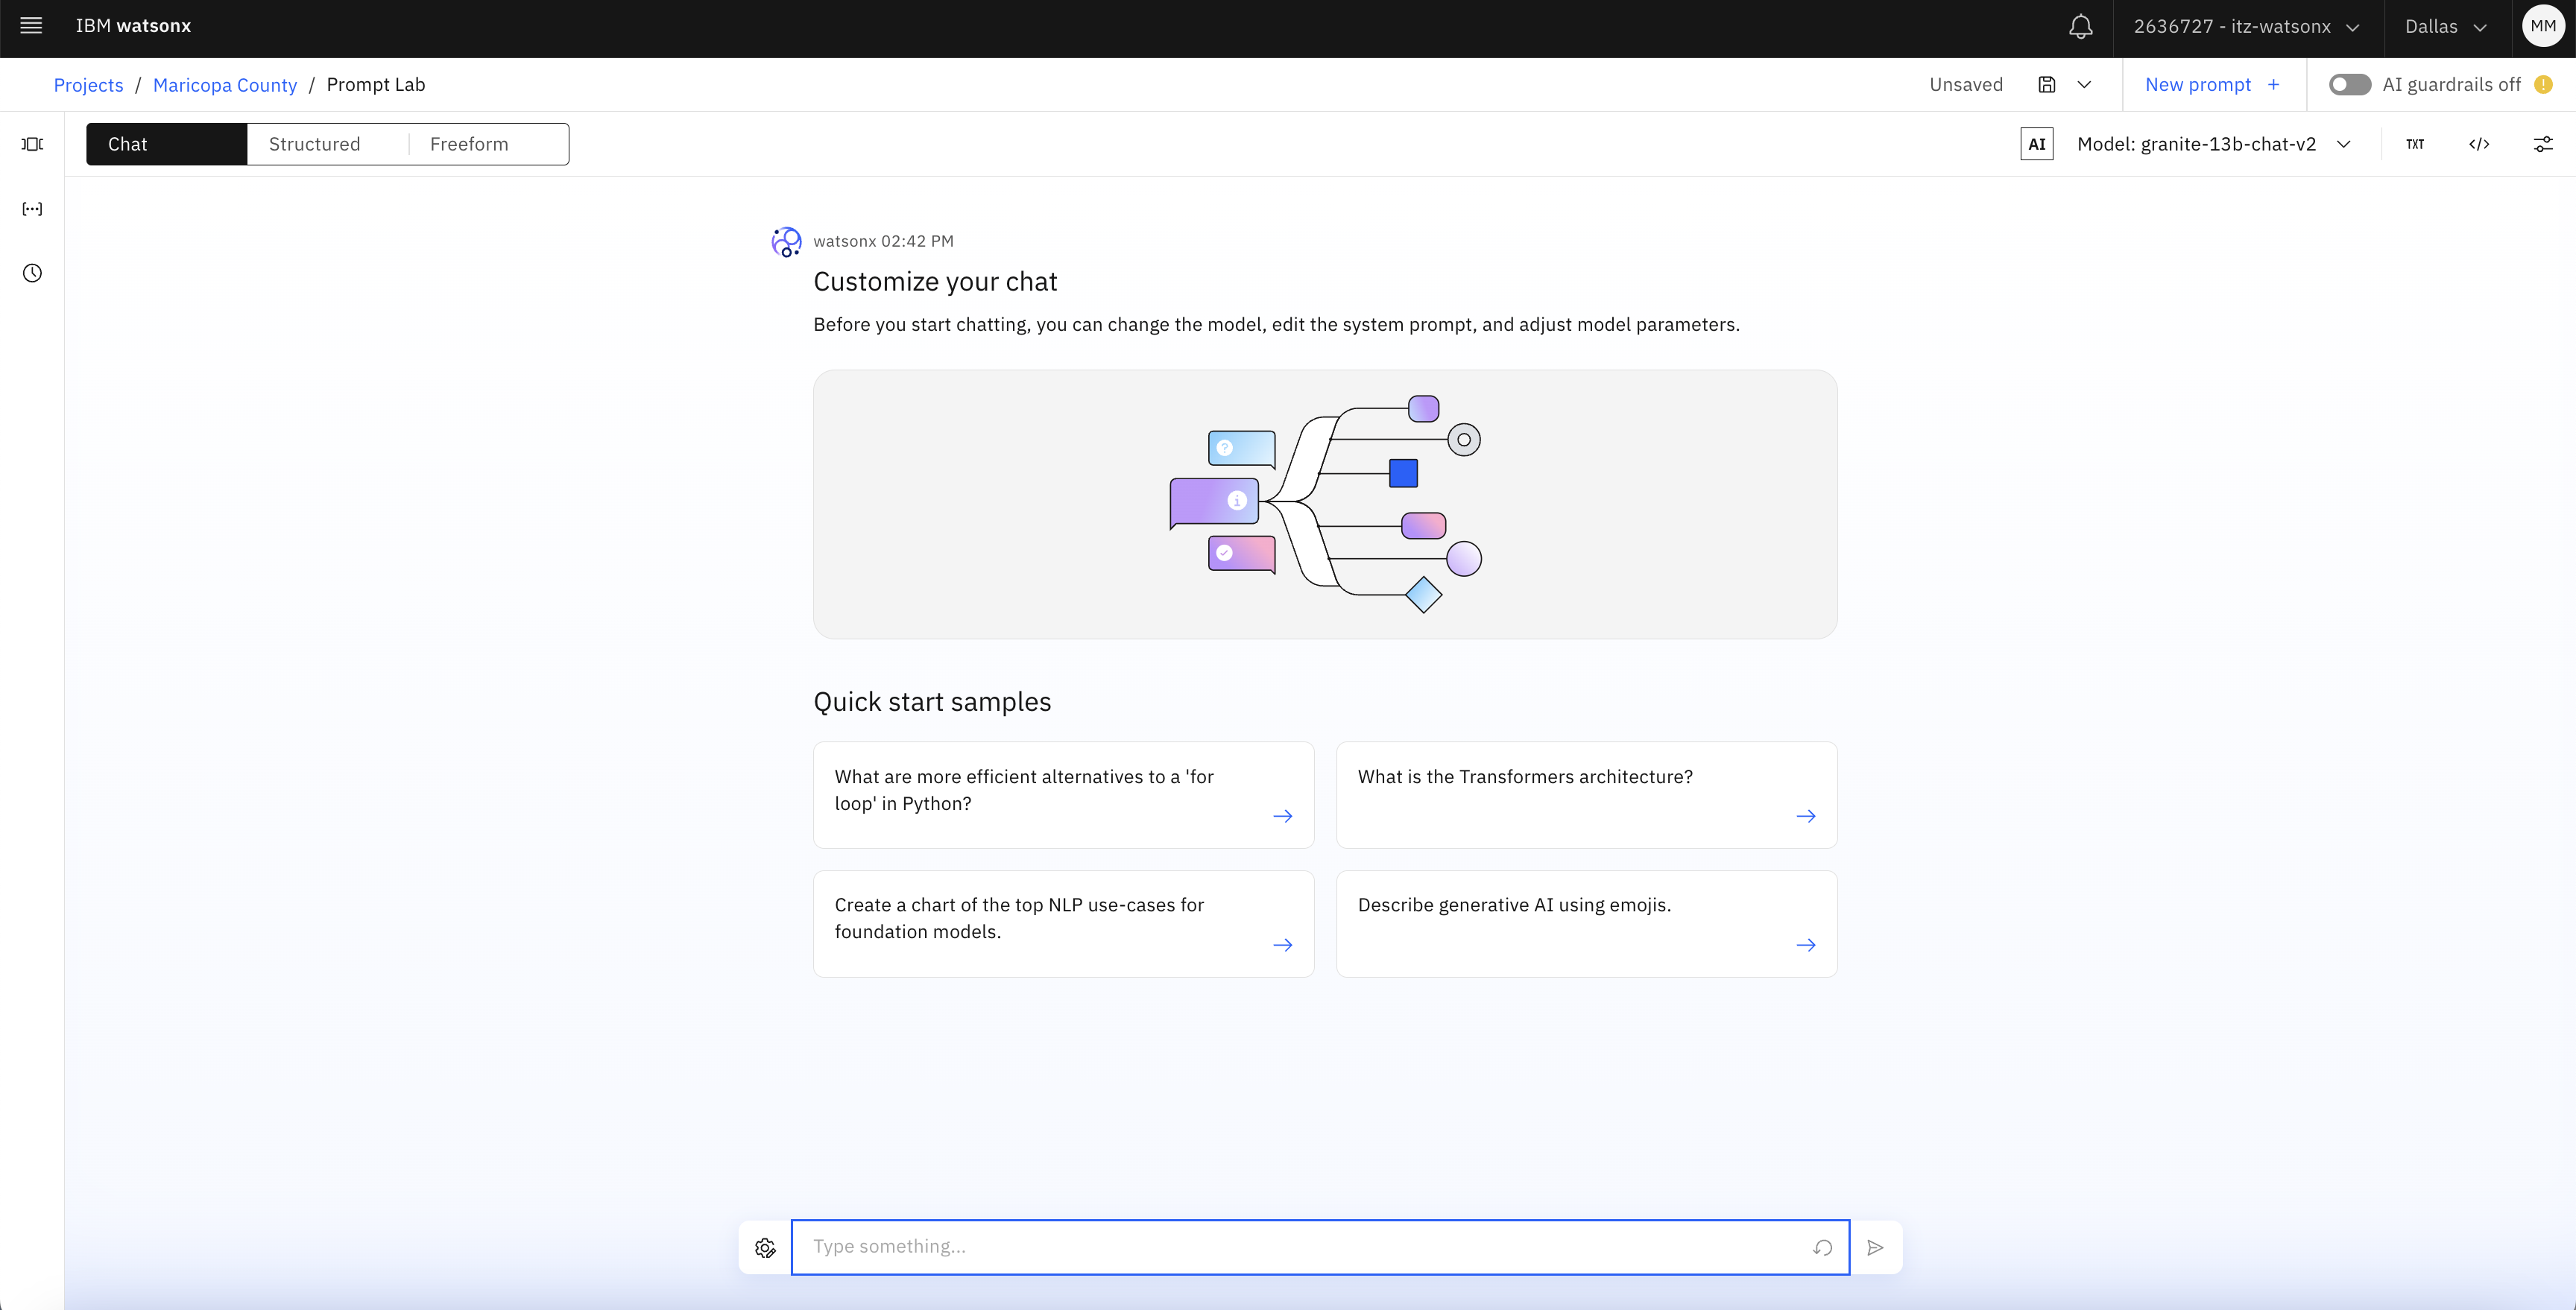 IBM watsonx
2636727 - itz-watsonx
Dallas
MM
Projects / Maricopa County / Prompt Lab
Unsaved
New prompt +
AI guardrails off
Chat
Structured
Freeform
AI
Model: granite-13b-chat-v2
TXT
</>
watsonx 02:42 PM
Customize your chat
Before you start chatting, you can change the model, edit the system prompt, and adjust model parameters.
Quick start samples
What are more efficient alternatives to a 'for
loop' in Python?
What is the Transformers architecture?
Create a chart of the top NLP use-cases for
foundation models.
Describe generative AI using emojis.
Type something...